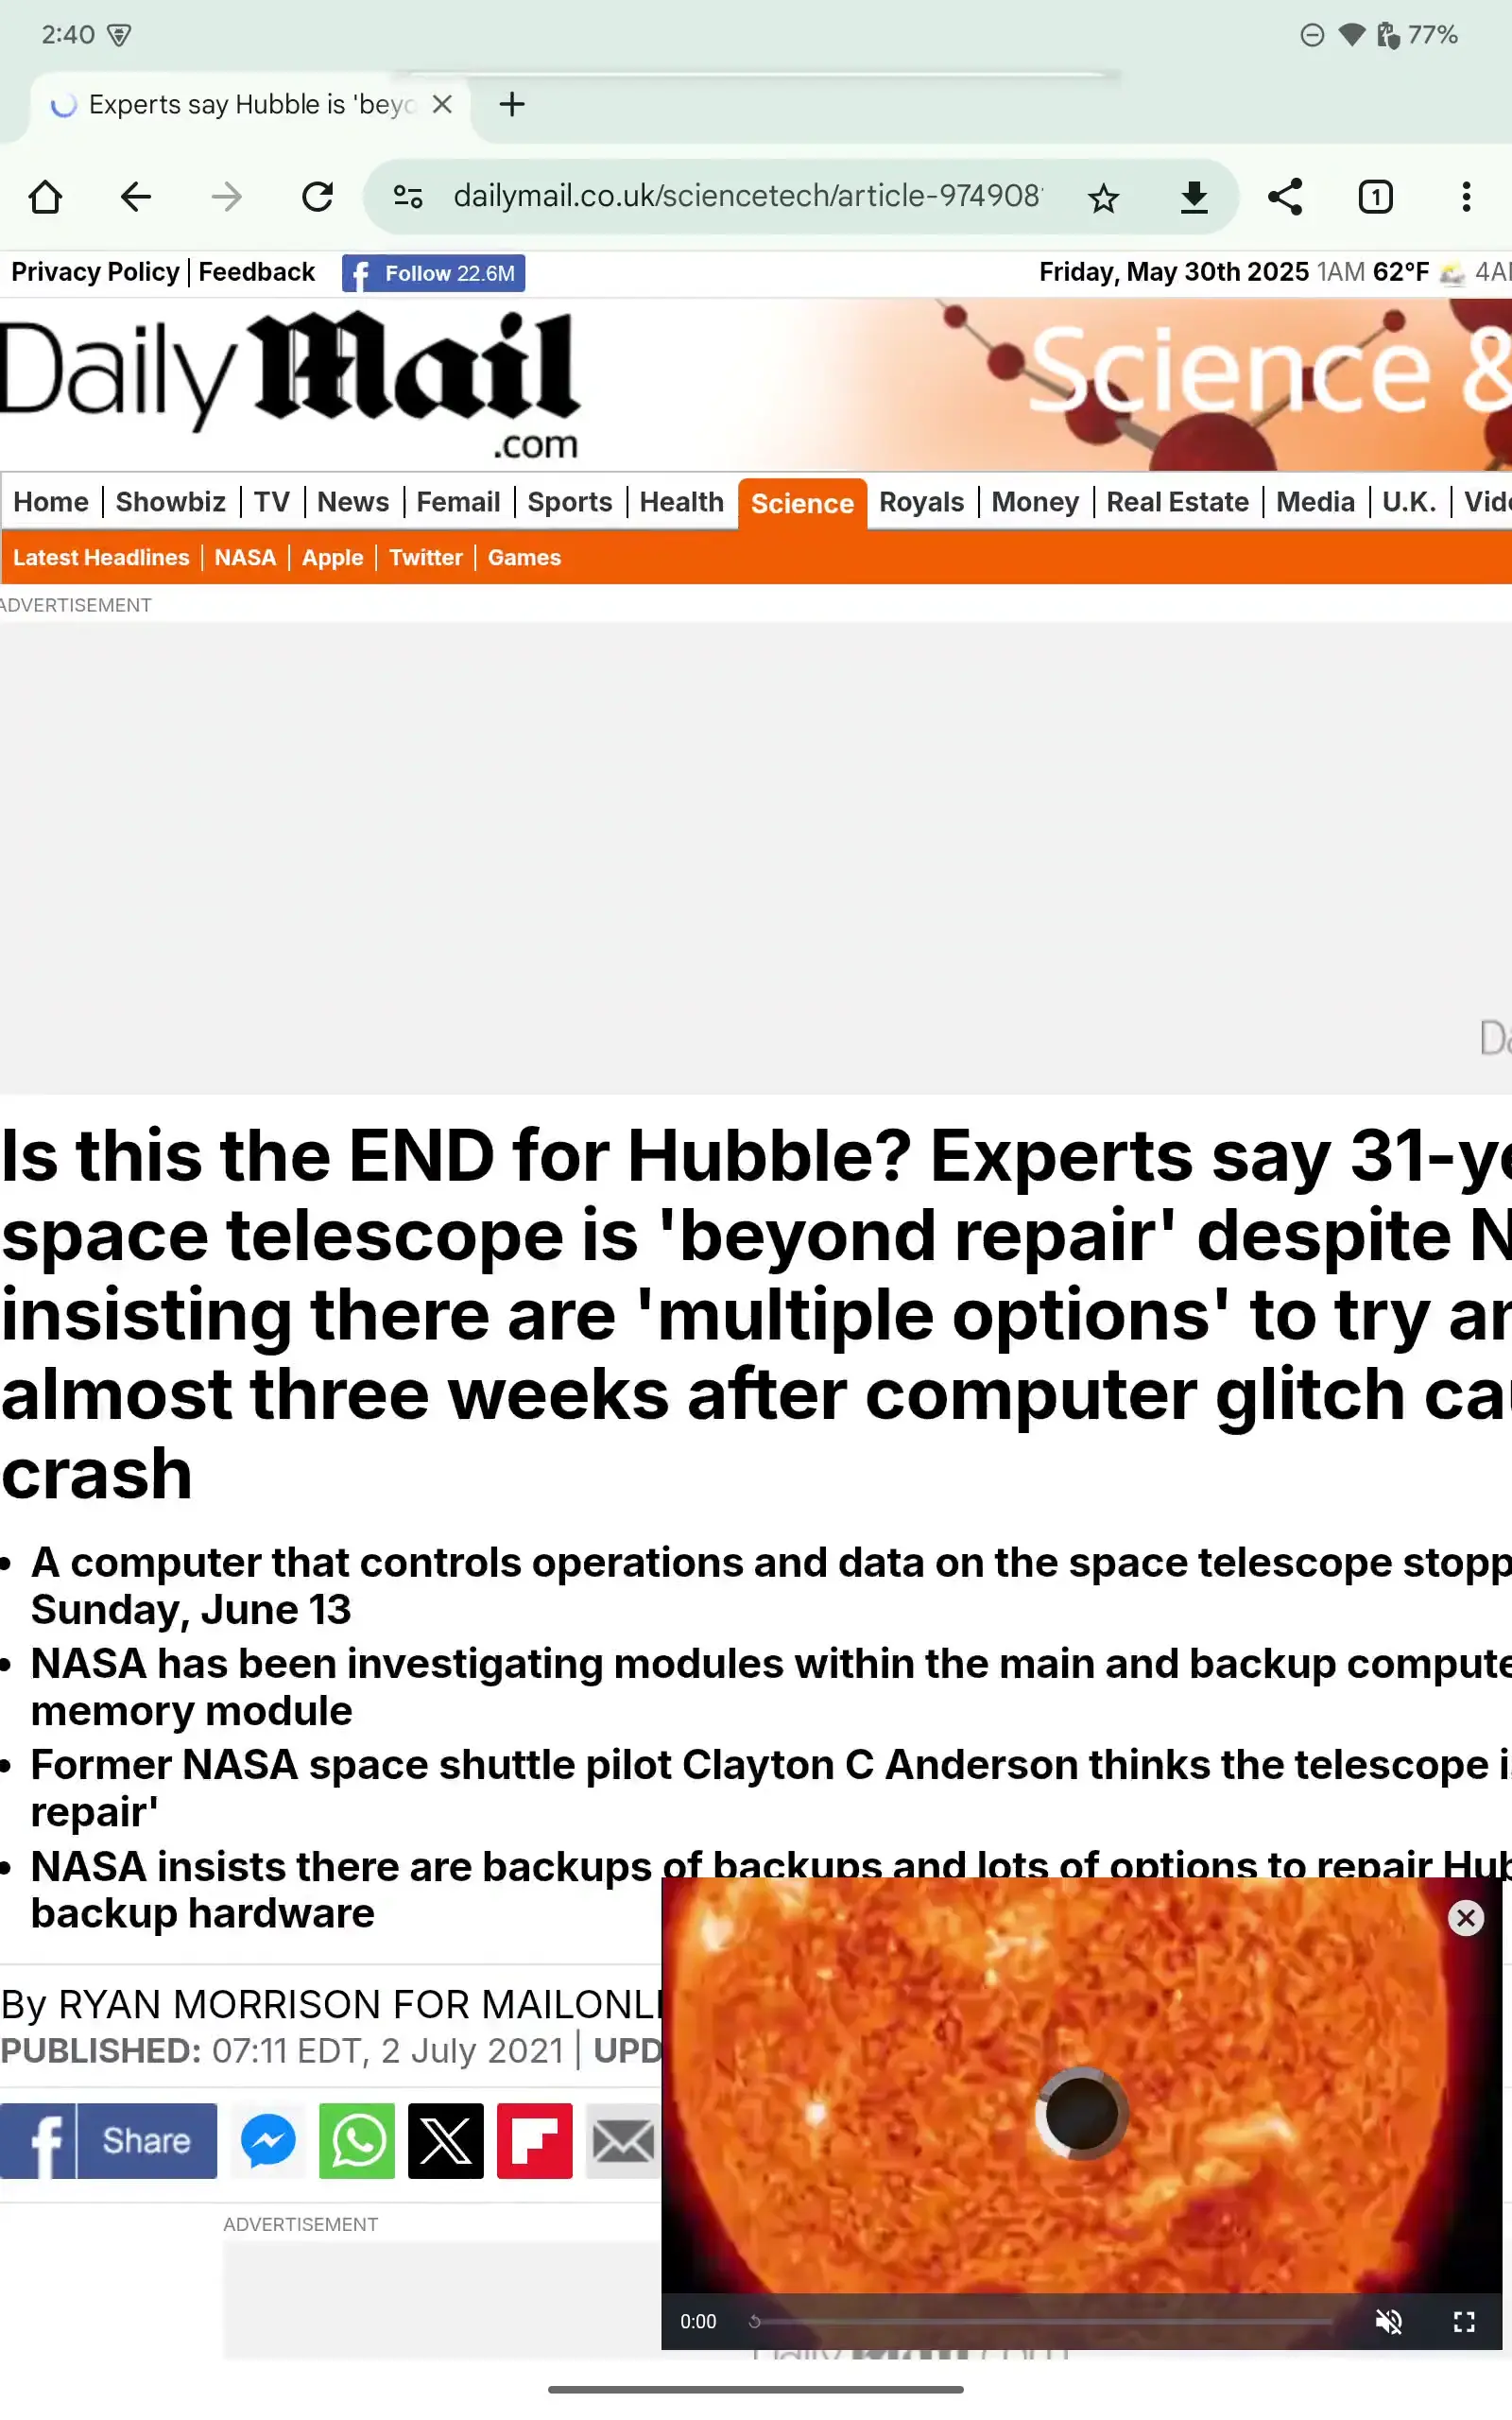 2:40
77%
Experts say Hubble is 'beyo
dailymail.co.uk/sciencetech/article-974908
1
Privacy Policy | Feedback
Follow 22.6M
Friday, May 30th 2025 1AM 62°F
Daily Mail
.com
Science &
Home | Showbiz | TV | News | Femail | Sports | Health | Science | Royals | Money | Real Estate | Media | U.K. |
Latest Headlines | NASA | Apple | Twitter | Games
ADVERTISEMENT
Is this the END for Hubble? Experts say 31-ye
space telescope is 'beyond repair' despite N
insisting there are 'multiple options' to try an
almost three weeks after computer glitch cau
crash
• A computer that controls operations and data on the space telescope stopp
Sunday, June 13
• NASA has been investigating modules within the main and backup compute
memory module
• Former NASA space shuttle pilot Clayton C Anderson thinks the telescope i
repair'
• NASA insists there are backups of backups and lots of options to repair Hub
backup hardware
By RYAN MORRISON FOR MAILONLI
PUBLISHED: 07:11 EDT, 2 July 2021 | UPD
Share
ADVERTISEMENT
0:00